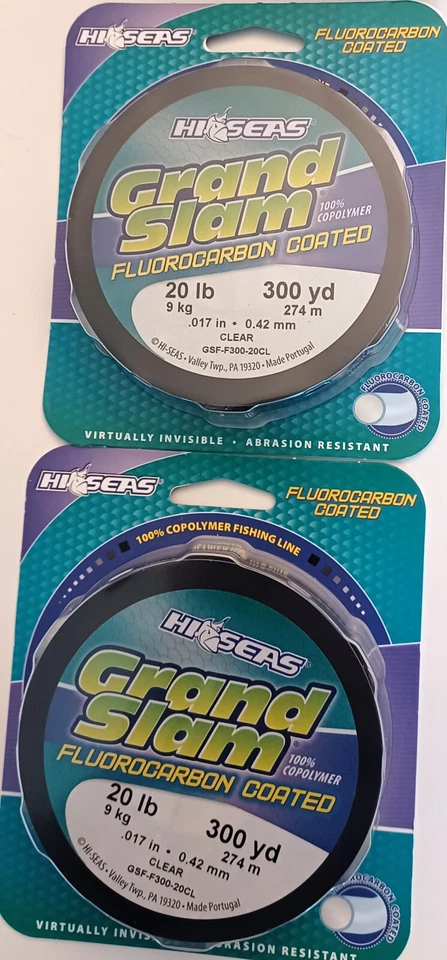 HI-SEAS
FLUOROCARBON
COATED
HI-SEAS
Grand
Slam
100%
COPOLYMER
FLUOROCARBON COATED
20 lb 300 yd
9 kg 274 m
.017 in • 0.42 mm
CLEAR
GSF-F300-20CL
© HI-SEAS • Valley Twp., PA 19320 • Made Portugal
FLUOROCARBON COATED
VIRTUALLY INVISIBLE • ABRASION RESISTANT
HI-SEAS
FLUOROCARBON
COATED
100% COPOLYMER FISHING LINE
HI-SEAS
Grand
Slam
100%
COPOLYMER
FLUOROCARBON COATED
20 lb 300 yd
9 kg 274 m
.017 in • 0.42 mm
CLEAR
GSF-F300-20CL
© HI-SEAS • Valley Twp., PA 19320 • Made Portugal
FLUOROCARBON COATED
VIRTUALLY INVIS ABRASION RESISTANT